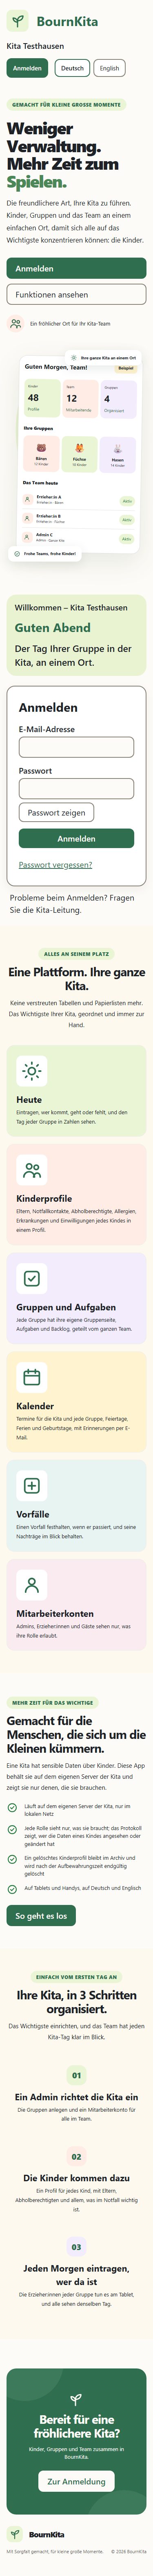 BournKita
Kita Testhausen
Anmelden
Deutsch
English
GEMACHT FÜR KLEINE GROSSE MOMENTE
Weniger
Verwaltung.
Mehr Zeit zum
Spielen.
Die freundlichere Art, Ihre Kita zu führen.
Kinder, Gruppen und das Team an einem
einfachen Ort, damit sich alle auf das
Wichtigste konzentrieren können: die Kinder.
Anmelden
Funktionen ansehen
Ein fröhlicher Ort für Ihr Kita-Team
Ihre ganze Kita an einem Ort
Guten Morgen, Team!
Beispiel
Kinder
48
Profile
Team
12
Mitarbeitende
Gruppen
4
Organisiert
Ihre Gruppen
Bären
12 Kinder
Füchse
Hasen
Das Team heute
Erzieher:in A
Aktiv
Erzieher:in B
Aktiv
Admin C
Aktiv
Frohe Teams, frohe Kinder!
Willkommen – Kita Testhausen
Guten Abend
Der Tag Ihrer Gruppe in der
Kita, an einem Ort.
Anmelden
E-Mail-Adresse
Passwort
Passwort zeigen
Anmelden
Passwort vergessen?
Probleme beim Anmelden? Fragen
Sie die Kita-Leitung.
ALLES AN SEINEM PLATZ
Eine Plattform. Ihre ganze
Kita.
Keine verstreuten Tabellen und Papierlisten mehr.
Das Wichtigste Ihrer Kita, geordnet und immer zur
Hand.
Heute
Eintragen, wer kommt, geht oder fehlt, und den
Tag jeder Gruppe in Zahlen sehen.
Kinderprofile
Eltern, Notfallkontakte, Abholberechtigte, Allergien,
Erkrankungen und Einwilligungen jedes Kindes in
einem Profil.
Gruppen und Aufgaben
Jede Gruppe hat ihre eigene Gruppenseite,
Aufgaben und Backlog, geteilt vom ganzen Team.
Kalender
Termine für die Kita und jede Gruppe, Feiertage,
Ferien und Geburtstage, mit Erinnerungen per E-
Mail.
Vorfälle
Einen Vorfall festhalten, wenn er passiert, und seine
Nachträge im Blick behalten.
Mitarbeiterkonten
Admins, Erzieher:innen und Gäste sehen nur, was
ihre Rolle erlaubt.
MEHR ZEIT FÜR DAS WICHTIGE
Gemacht für die
Menschen, die sich um die
Kleinen kümmern.
Eine Kita hat sensible Daten über Kinder. Diese App
behält sie auf dem eigenen Server der Kita und
zeigt sie nur denen, die sie brauchen.
Läuft auf dem eigenen Server der Kita, nur im
lokalen Netz
Jede Rolle sieht nur, was sie braucht; das Protokoll
zeigt, wer die Daten eines Kindes angesehen oder
geändert hat
Ein gelöschtes Kinderprofil bleibt im Archiv und
wird nach der Aufbewahrungszeit endgültig
gelöscht
Auf Tablets und Handys, auf Deutsch und Englisch
So geht es los
EINFACH VOM ERSTEN TAG AN
Ihre Kita, in 3 Schritten
organisiert.
Das Wichtigste einrichten, und das Team hat jeden
Kita-Tag klar im Blick.
01
Ein Admin richtet die Kita ein
Die Gruppen anlegen und ein Mitarbeiterkonto für
alle im Team.
02
Die Kinder kommen dazu
Ein Profil für jedes Kind, mit Eltern,
Abholberechtigten und allem, was im Notfall wichtig
ist.
03
Jeden Morgen eintragen,
wer da ist
Die Erzieher:innen jeder Gruppe tun es am Tablet,
und alle sehen denselben Tag.
Bereit für eine
fröhlichere Kita?
Kinder, Gruppen und Team zusammen in
BournKita.
Zur Anmeldung
BournKita
Mit Sorgfalt gemacht, für kleine große Momente.
© 2026 BournKita